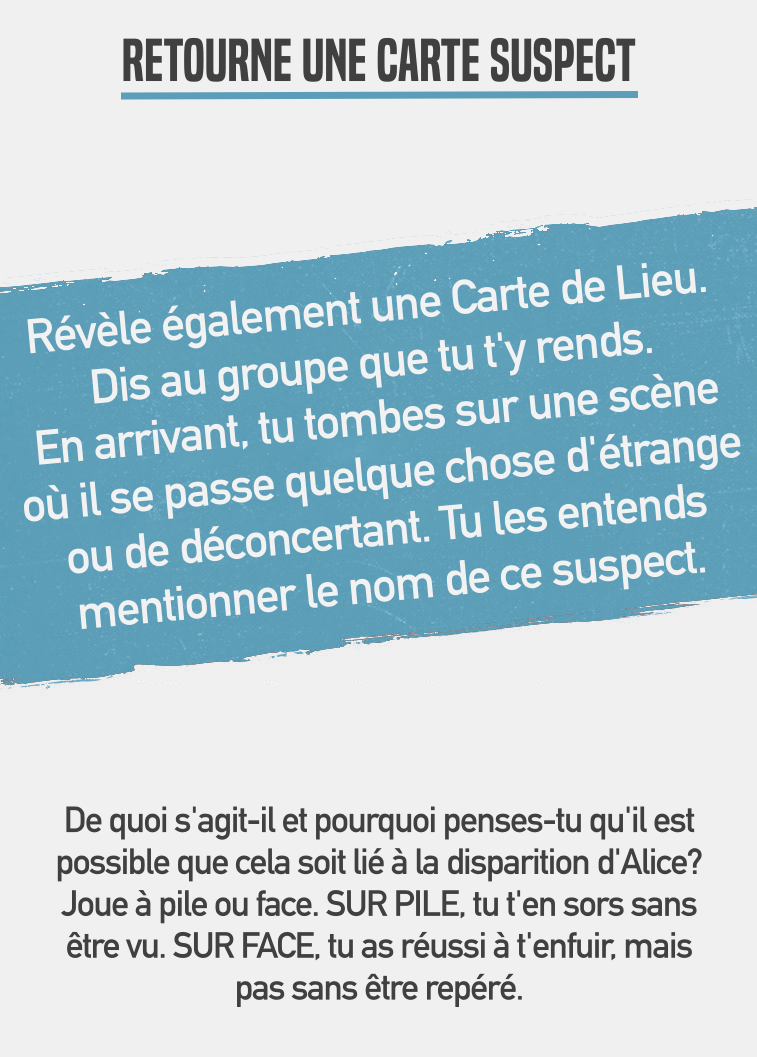 RETOURNE UNE CARTE SUSPECT
Révèle également une Carte de Lieu.
Dis au groupe que tu t'y rends.
En arrivant, tu tombes sur une scène
où il se passe quelque chose d'étrange
ou de déconcertant. Tu les entends
mentionner le nom de ce suspect.
De quoi s'agit-il et pourquoi penses-tu qu'il est
possible que cela soit lié à la disparition d'Alice?
Joue à pile ou face. SUR PILE, tu t'en sors sans
être vu. SUR FACE, tu as réussi à t'enfuir, mais
pas sans être repéré.